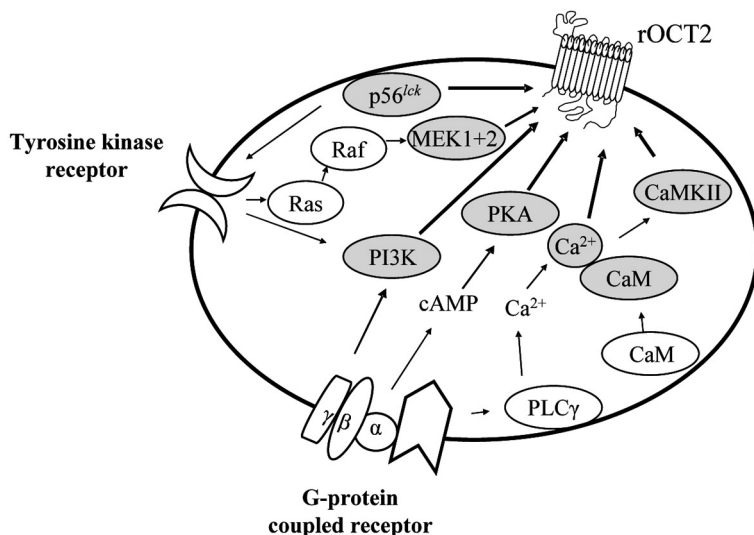 rOCT2
p56lck
Tyrosine kinase
receptor
Raf
MEK1+2
Ras
CaMKII
PKA
PI3K
Ca2+
CaM
cAMP
Ca2+
CaM
PLCγ
γ
β
α
G-protein
coupled receptor